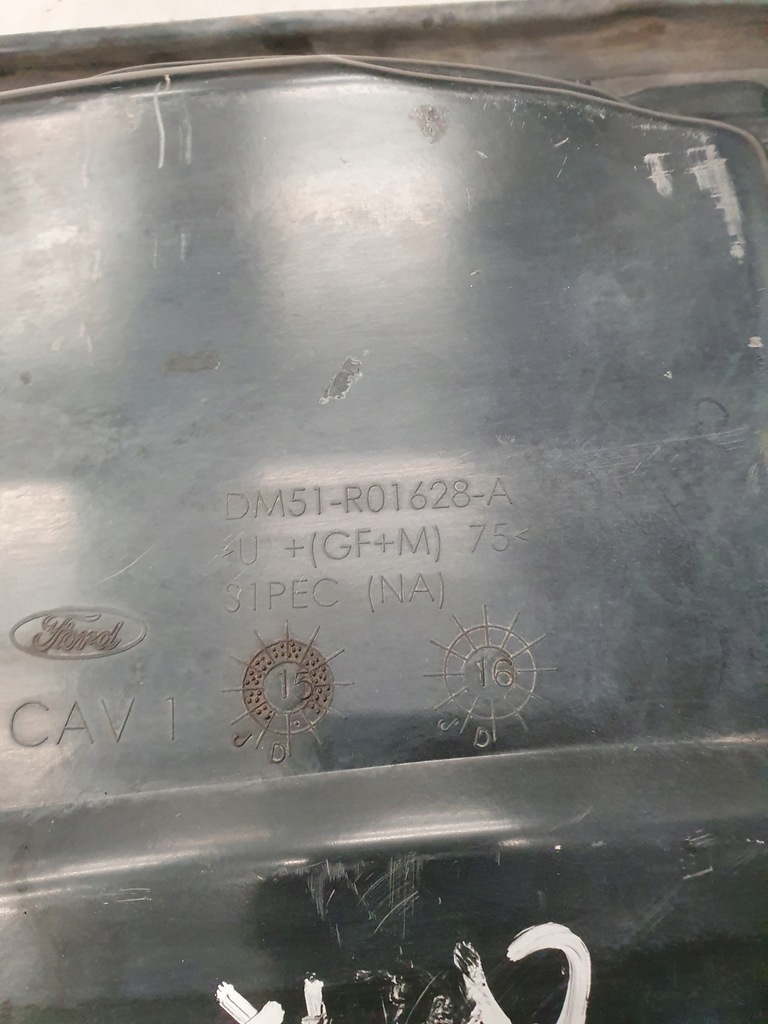 DM51-R01628-A
>U +(GF+M) 75<
31PEC (NA)
Ford
15
16
J D
J D
CAV 1